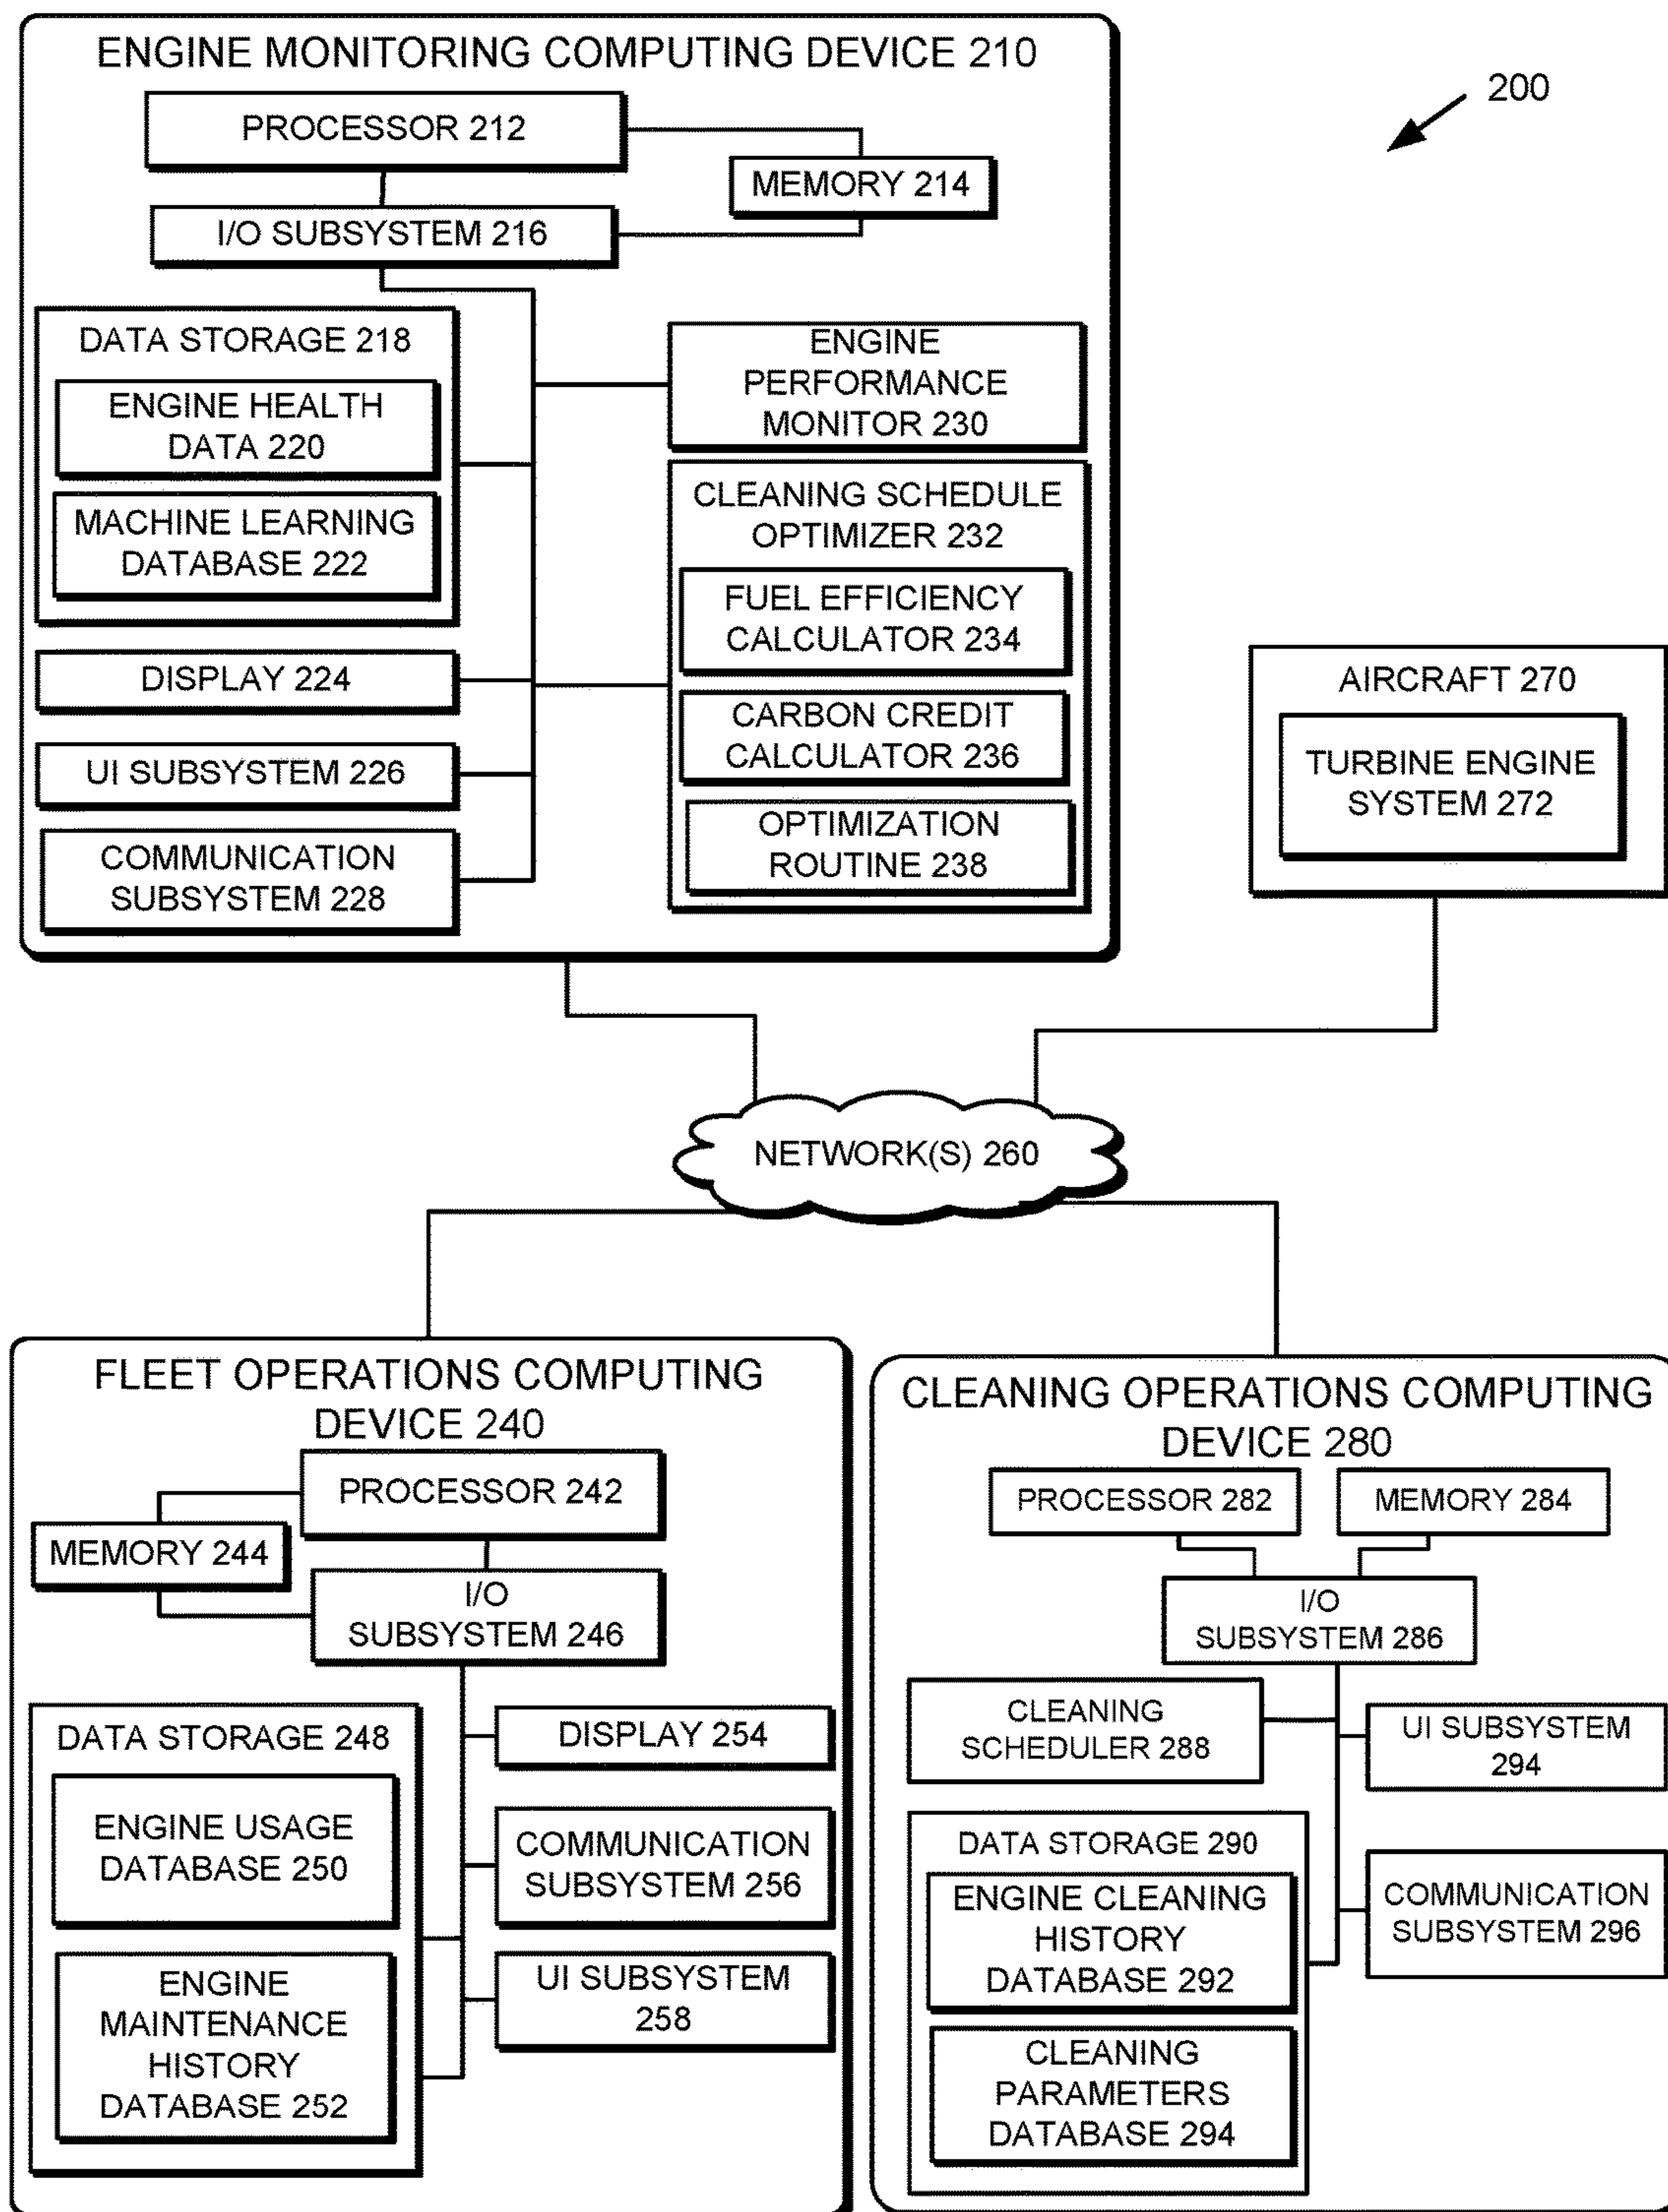 ENGINE MONITORING COMPUTING DEVICE 210
200
PROCESSOR 212
MEMORY 214
I/O SUBSYSTEM 216
DATA STORAGE 218
ENGINE HEALTH
DATA 220
MACHINE LEARNING
DATABASE 222
DISPLAY 224
UI SUBSYSTEM 226
COMMUNICATION
SUBSYSTEM 228
ENGINE
PERFORMANCE
MONITOR 230
CLEANING SCHEDULE
OPTIMIZER 232
FUEL EFFICIENCY
CALCULATOR 234
CARBON CREDIT
CALCULATOR 236
OPTIMIZATION
ROUTINE 238
AIRCRAFT 270
TURBINE ENGINE
SYSTEM 272
NETWORK(S) 260
FLEET OPERATIONS COMPUTING
DEVICE 240
PROCESSOR 242
MEMORY 244
I/O
SUBSYSTEM 246
DATA STORAGE 248
ENGINE USAGE
DATABASE 250
ENGINE
MAINTENANCE
HISTORY
DATABASE 252
DISPLAY 254
COMMUNICATION
SUBSYSTEM 256
UI SUBSYSTEM
258
CLEANING OPERATIONS COMPUTING
DEVICE 280
PROCESSOR 282
MEMORY 284
I/O
SUBSYSTEM 286
CLEANING
SCHEDULER 288
UI SUBSYSTEM
294
DATA STORAGE 290
ENGINE CLEANING
HISTORY
DATABASE 292
CLEANING
PARAMETERS
DATABASE 294
COMMUNICATION
SUBSYSTEM 296